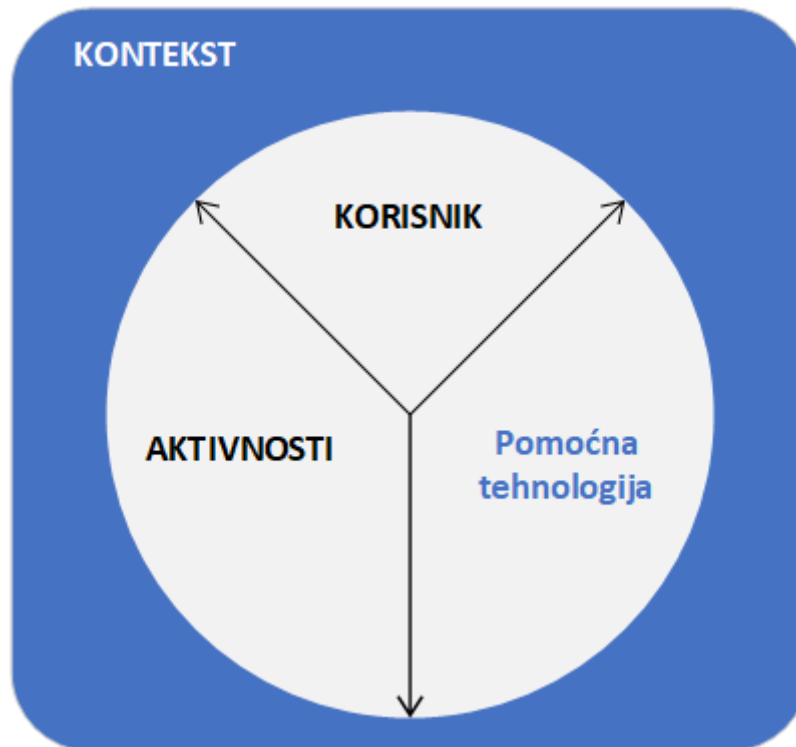 KONTEKST
KORISNIK
AKTIVNOSTI
Pomoćna
tehnologija